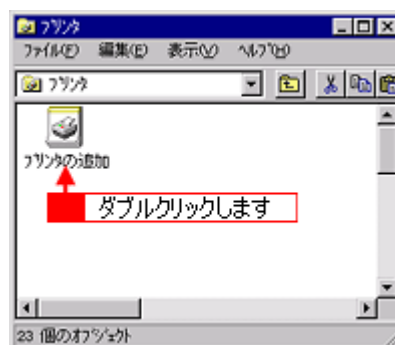 プリンタ
ファイル(F) 編集(E) 表示(V) ヘルプ(H)
プリンタ
プリンタの追加
ダブルクリックします
23 個のオブジェクト